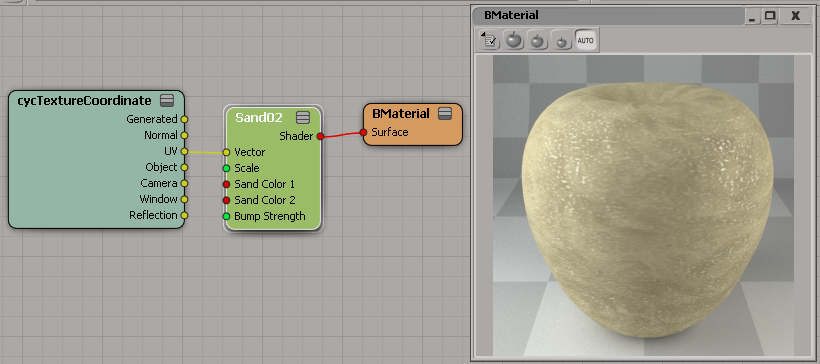 cycTextureCoordinate
Generated
Normal
UV
Object
Camera
Window
Reflection
Sand02
Shader
Vector
Scale
Sand Color 1
Sand Color 2
Bump Strength
BMaterial
Surface
BMaterial
AUTO